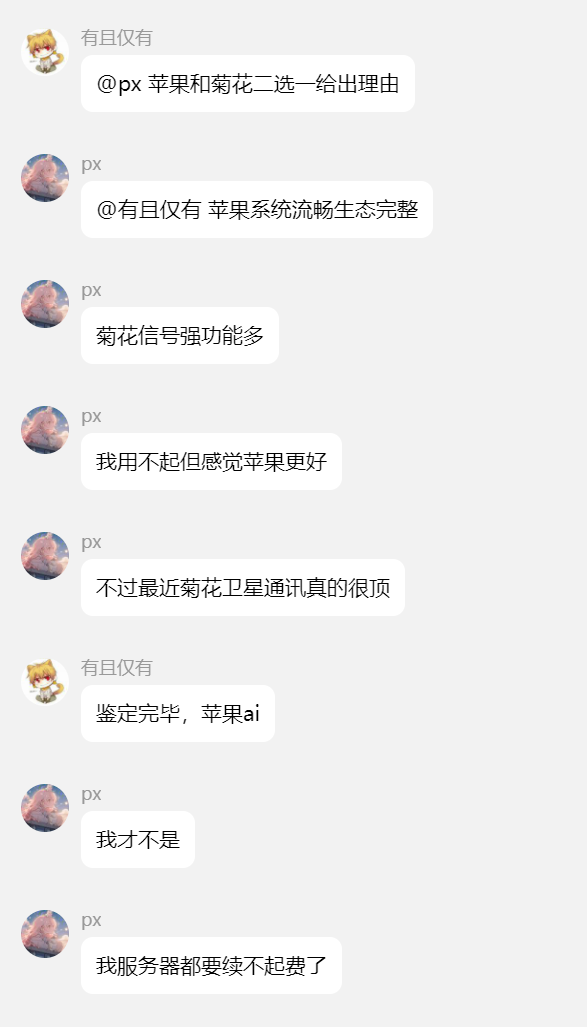 有且仅有
@px 苹果和菊花二选一给出理由
px
@有且仅有 苹果系统流畅生态完整
px
菊花信号强功能多
px
我用不起但感觉苹果更好
px
不过最近菊花卫星通讯真的很顶
有且仅有
鉴定完毕，苹果ai
px
我才不是
px
我服务器都要续不起费了